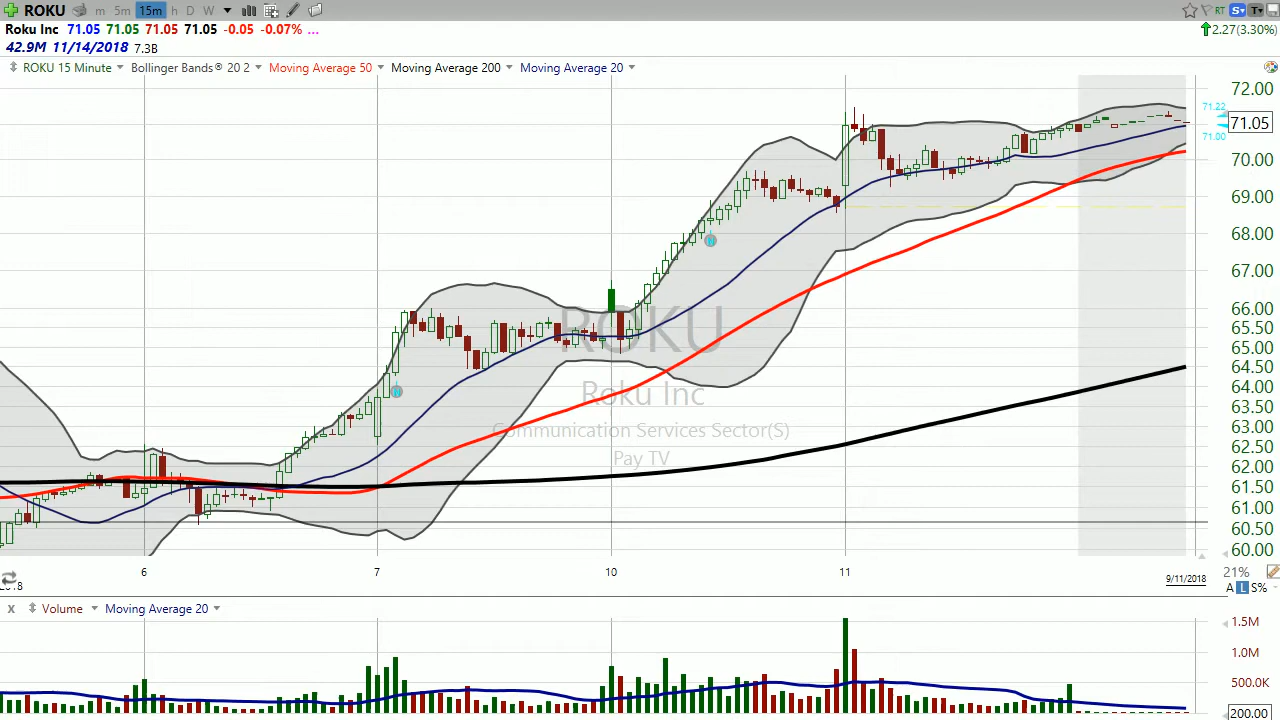 ROKU m 5m 15m h D W RT S T
Roku Inc 71.05 71.05 71.05 71.05 -0.05 -0.07% ... 2.27(3.30%)
42.9M 11/14/2018 7.3B
ROKU 15 Minute Bollinger Bands® 20 2 Moving Average 50 Moving Average 200 Moving Average 20
72.00
71.22
71.05
71.00
70.00
69.00
68.00
67.00
66.00
65.50
65.00
64.50
64.00
63.50
63.00
62.50
62.00
61.50
61.00
60.50
60.00
ROKU
Roku Inc
Communication Services Sector(S)
Pay TV
6 7 10 11
21%
9/11/2018
A L S%
X Volume Moving Average 20
1.5M
1.0M
500.0K
200.00